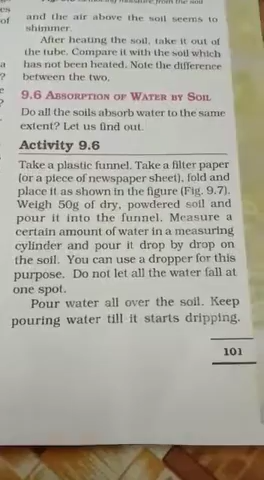 and the air above the soil seems to
shimmer.
After heating the soil, take it out of
the tube. Compare it with the soil which
has not been heated. Note the difference
between the two.
9.6 ABSORPTION OF WATER BY SOIL
Do all the soils absorb water to the same
extent? Let us find out.
Activity 9.6
Take a plastic funnel. Take a filter paper
(or a piece of newspaper sheet), fold and
place it as shown in the figure (Fig. 9.7).
Weigh 50g of dry, powdered soil and
pour it into the funnel. Measure a
certain amount of water in a measuring
cylinder and pour it drop by drop on
the soil. You can use a dropper for this
purpose. Do not let all the water fall at
one spot.
Pour water all over the soil. Keep
pouring water till it starts dripping.
101